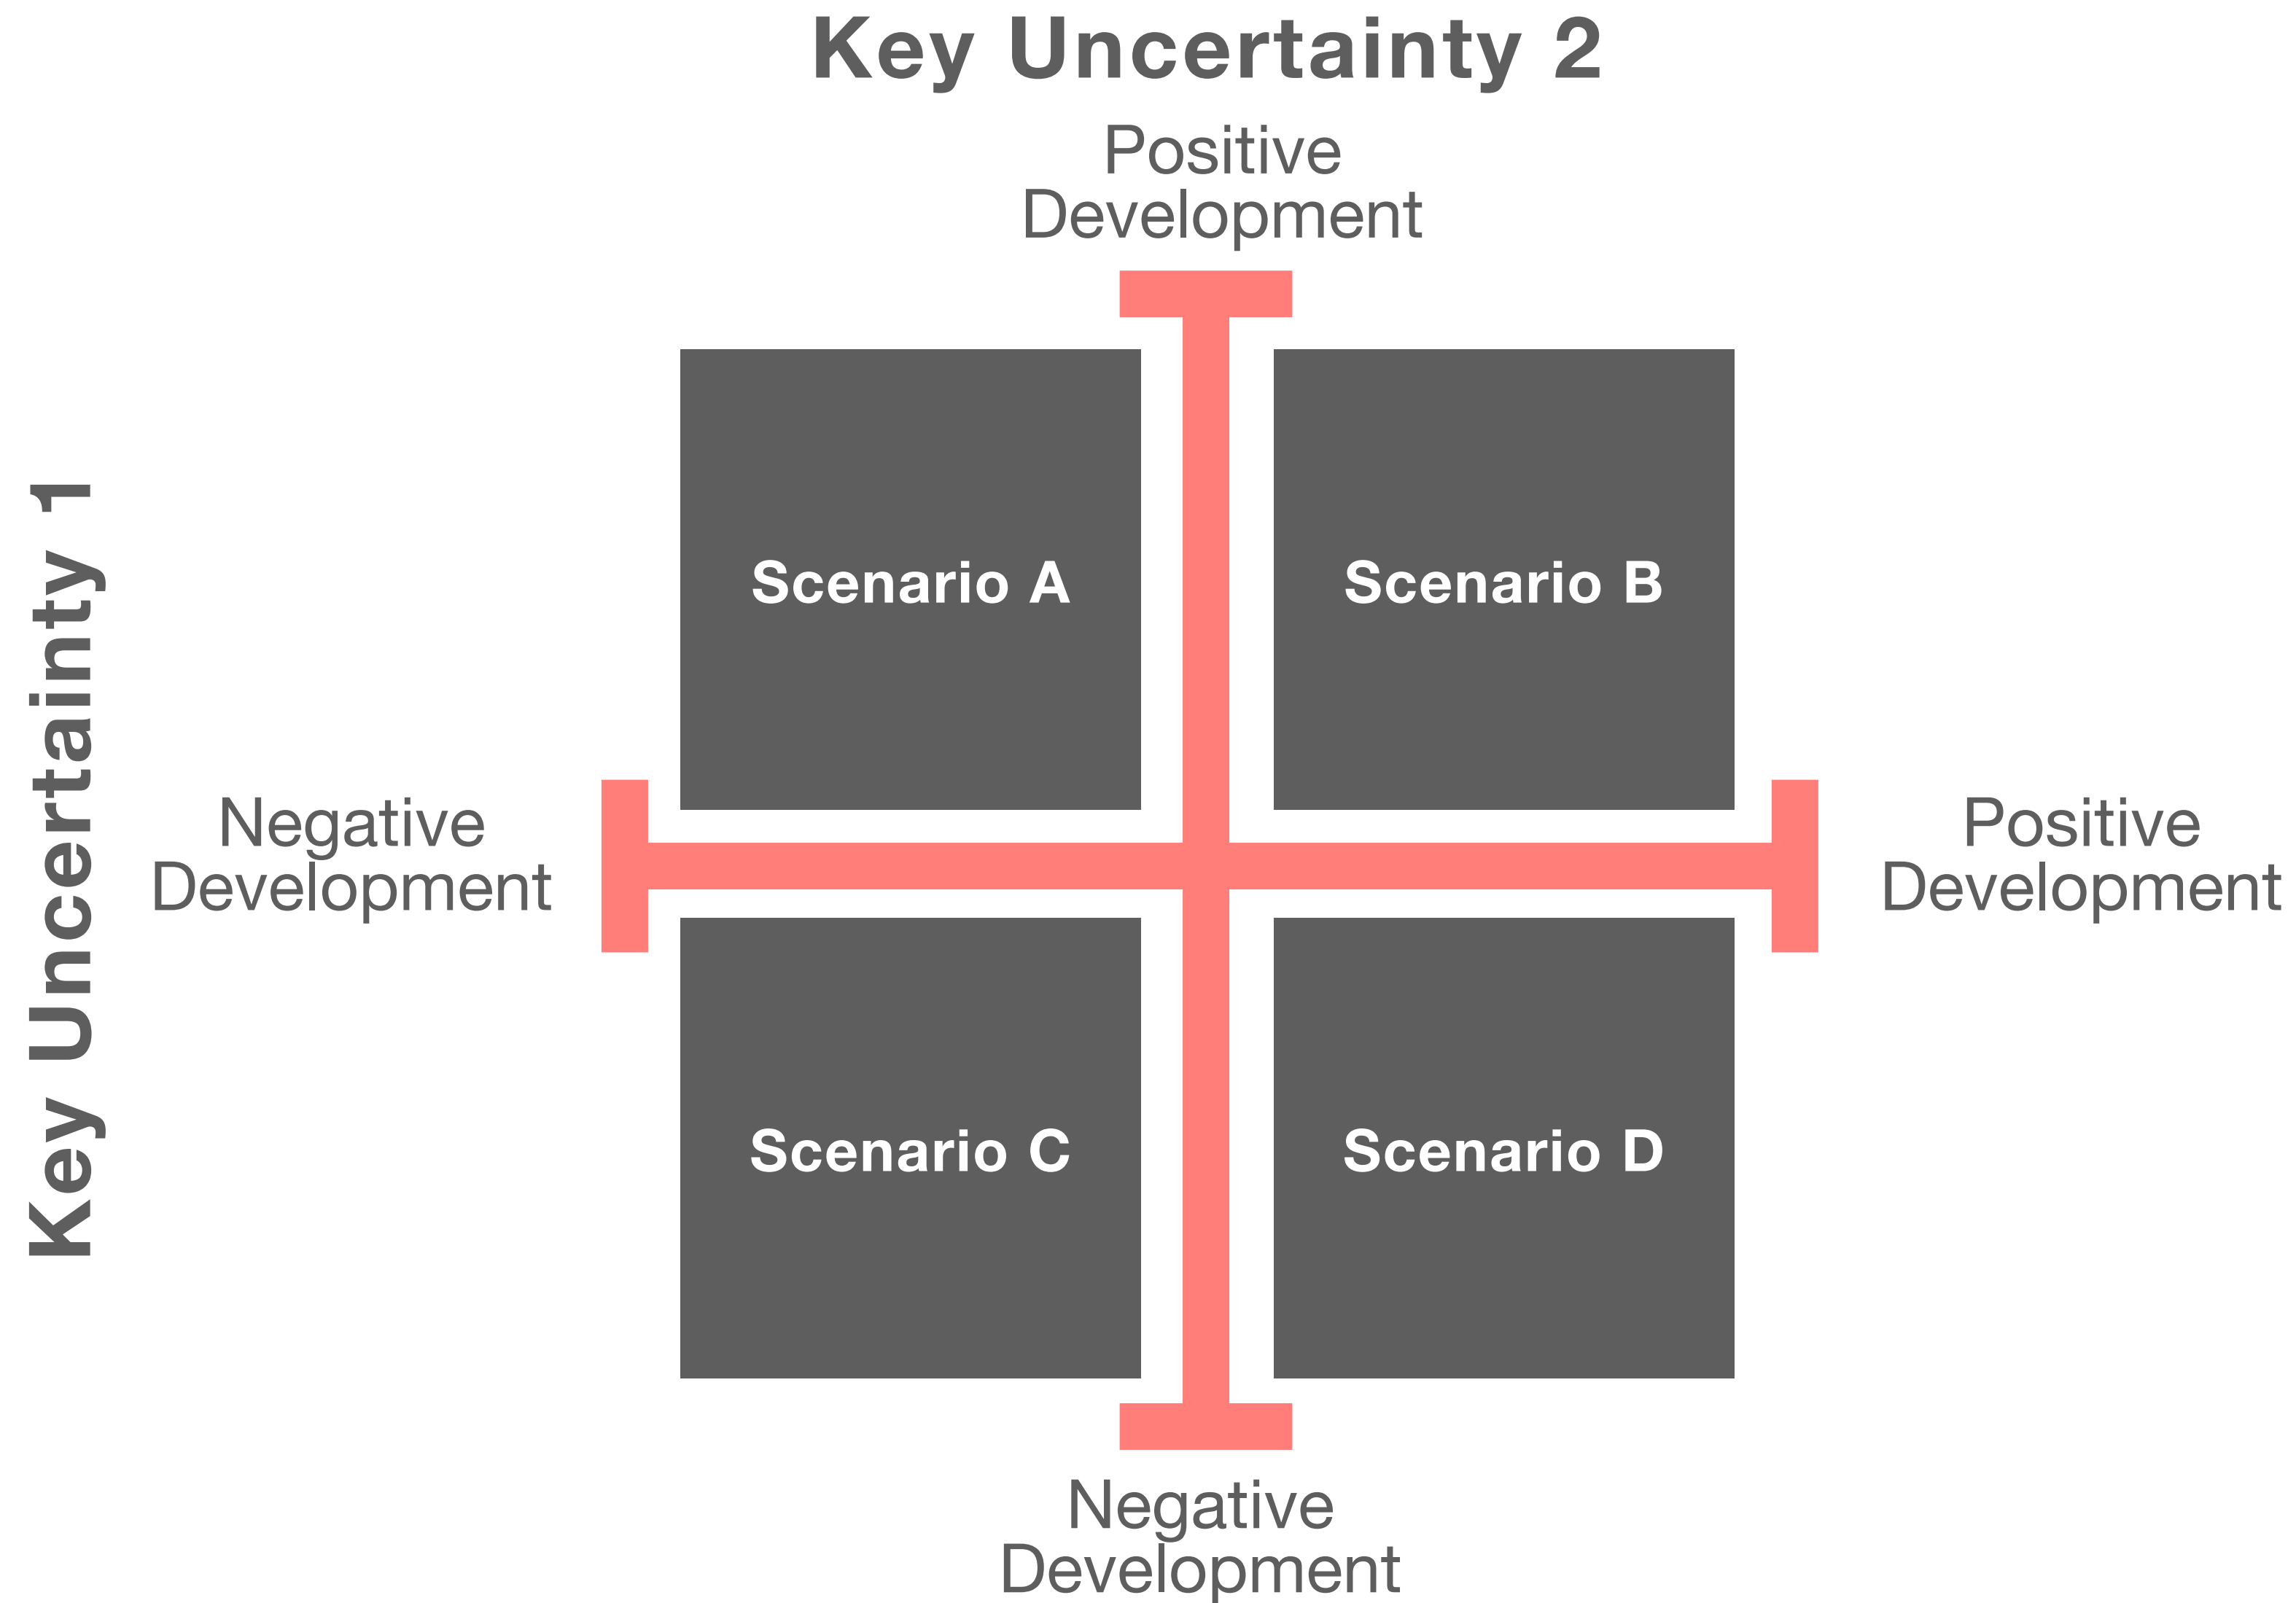 Key Uncertainty 2
Positive
Development
Key Uncertainty 1
Scenario A
Scenario B
Negative
Development
Positive
Development
Scenario C
Scenario D
Negative
Development